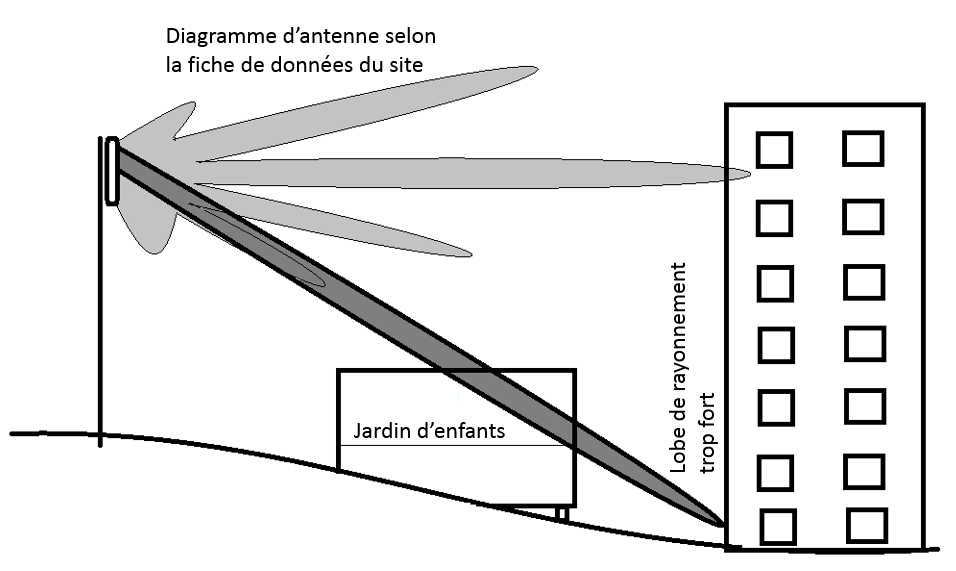 Diagramme d’antenne selon
la fiche de données du site
Lobe de rayonnement
trop fort
Jardin d’enfants